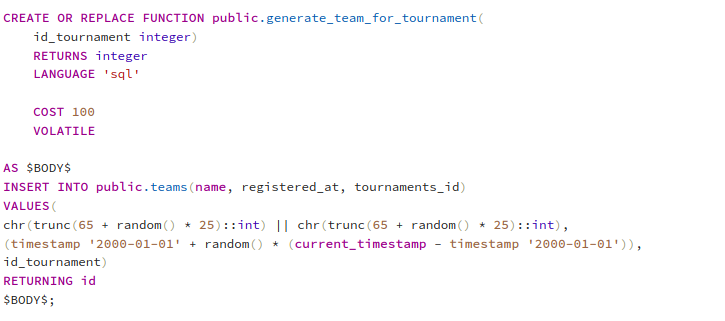 CREATE OR REPLACE FUNCTION public.generate_team_for_tournament(
    id_tournament integer)
    RETURNS integer
    LANGUAGE 'sql'

    COST 100
    VOLATILE

AS $BODY$
INSERT INTO public.teams(name, registered_at, tournaments_id)
VALUES(
chr(trunc(65 + random() * 25)::int) || chr(trunc(65 + random() * 25)::int),
(timestamp '2000-01-01' + random() * (current_timestamp - timestamp '2000-01-01')),
id_tournament)
RETURNING id
$BODY$;